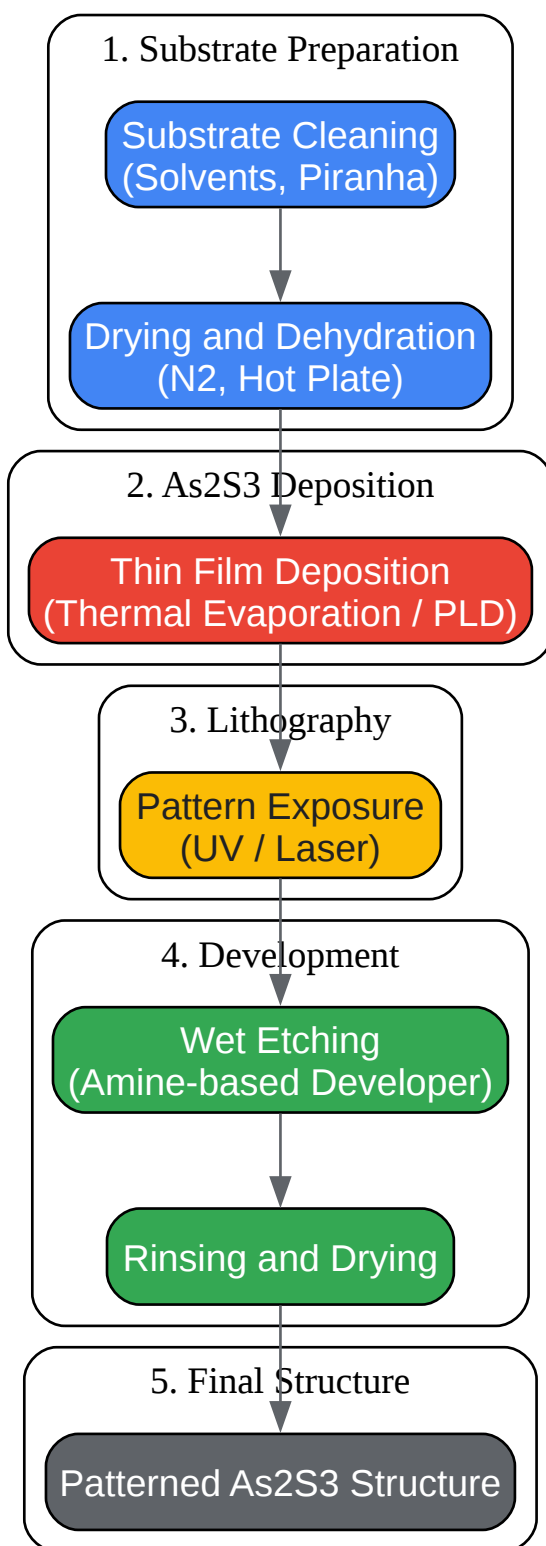 1. Substrate Preparation
Substrate Cleaning
(Solvents, Piranha)
Drying and Dehydration
(N2, Hot Plate)
2. As2S3 Deposition
Thin Film Deposition
(Thermal Evaporation / PLD)
3. Lithography
Pattern Exposure
(UV / Laser)
4. Development
Wet Etching
(Amine-based Developer)
Rinsing and Drying
5. Final Structure
Patterned As2S3 Structure